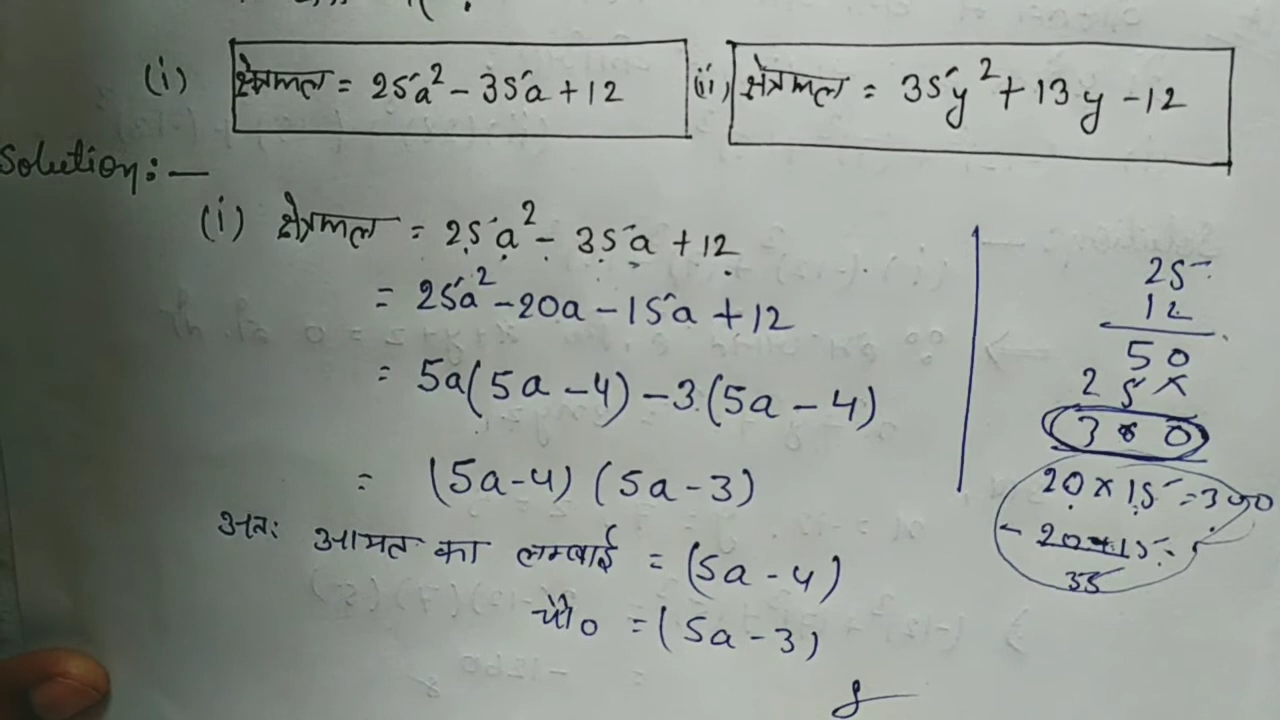 (i) क्षेत्रफल = 25a² - 35a + 12 (ii) क्षेत्रफल = 35y² + 13y - 12
Solution:—
(i) क्षेत्रफल = 25a² - 35a + 12
= 25a² - 20a - 15a + 12
= 5a(5a - 4) - 3(5a - 4)
= (5a-4) (5a-3)
अतः आयत का लम्बाई = (5a-4)
चौ० = (5a-3)
25
12
50
25×
300
20×15=300
-20+15
35